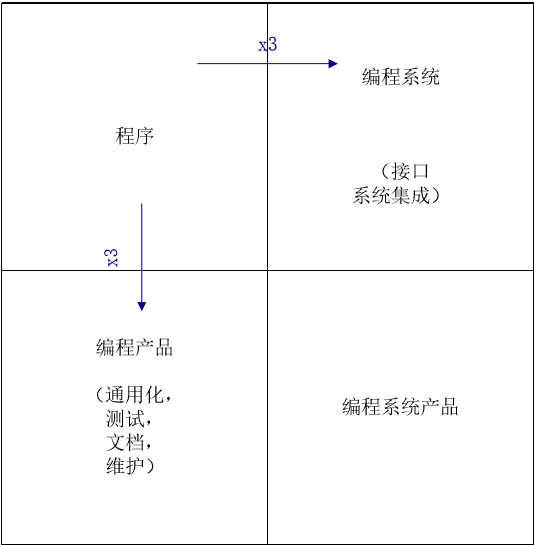 x3
编程系统
程序
（接口
系统集成）
x3
编程产品
（通用化，
测试，
文档，
维护）
编程系统产品